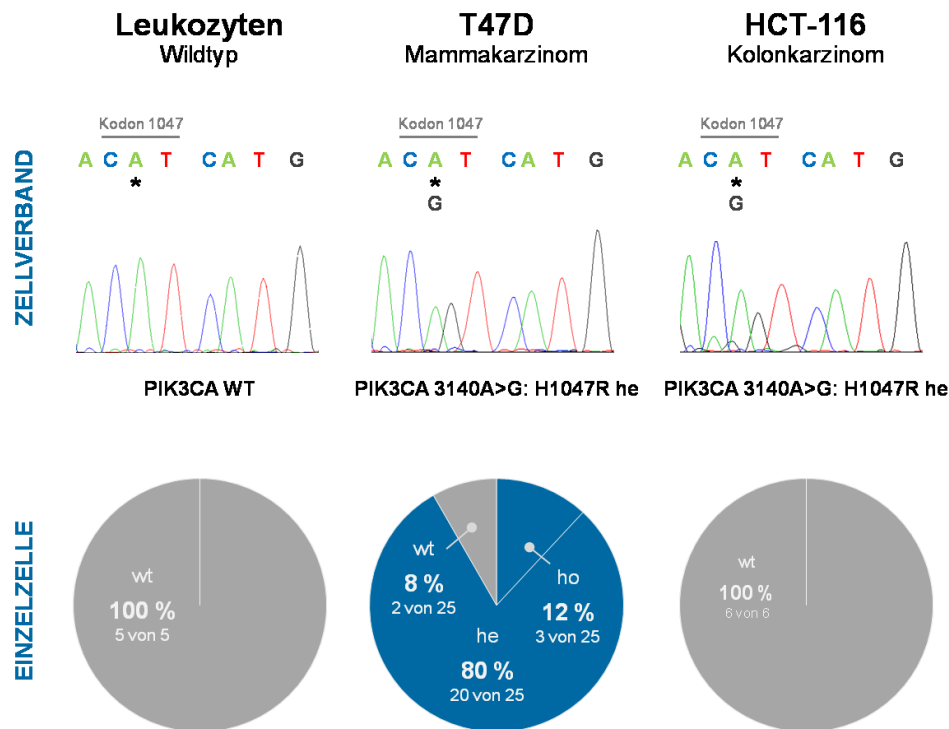 Leukozyten
Wildtyp
T47D
Mammakarzinom
HCT-116
Kolonkarzinom
ZELLVERBAND
Kodon 1047
A C A T C A T G
*
Kodon 1047
A C A T C A T G
*
G
Kodon 1047
A C A T C A T G
*
G
PIK3CA WT
PIK3CA 3140A>G: H1047R he
PIK3CA 3140A>G: H1047R he
EINZELZELLE
wt
100 %
5 von 5
wt
8 %
2 von 25
ho
12 %
3 von 25
he
80 %
20 von 25
wt
100 %
6 von 6